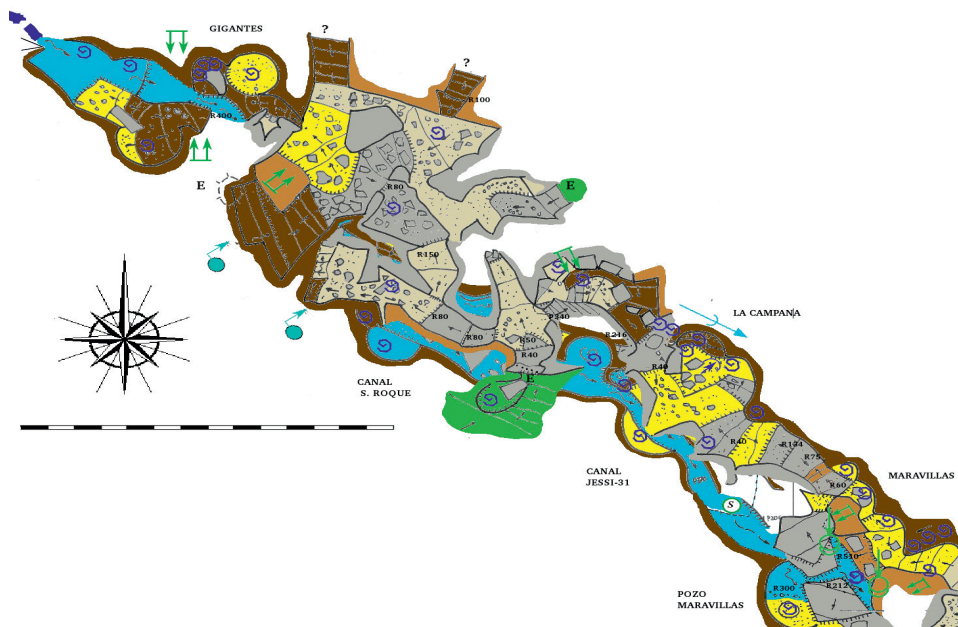 GIGANTES
?
?
R100
R400
E
R80
E
R150
LA CAMPANA
R80
R80
P340
R216
R50
R40
R40
E
CANAL
S. ROQUE
R40
R134
R75
R60
CANAL
JESSI-31
MARAVILLAS
S
R510
R300
R212
POZO
MARAVILLAS